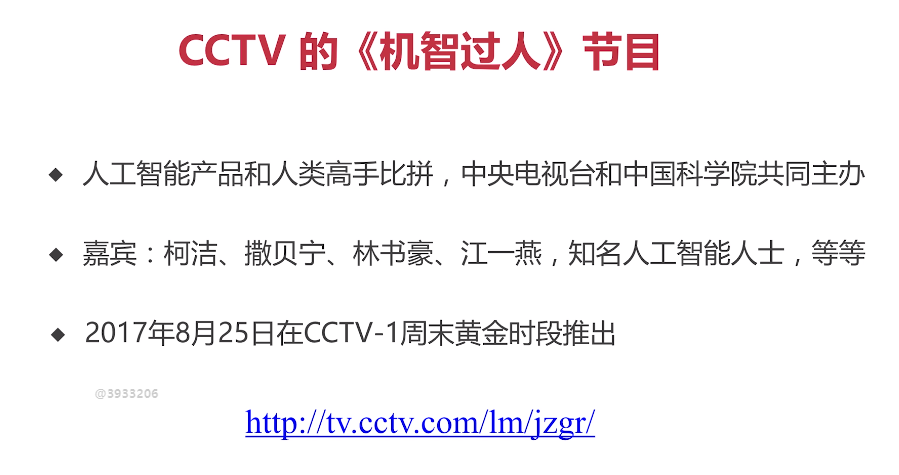 CCTV 的《机智过人》节目
◆ 人工智能产品和人类高手比拼，中央电视台和中国科学院共同主办
◆ 嘉宾：柯洁、撒贝宁、林书豪、江一燕，知名人工智能人士，等等
◆ 2017年8月25日在CCTV-1周末黄金时段推出
@3933206
http://tv.cctv.com/lm/jzgr/